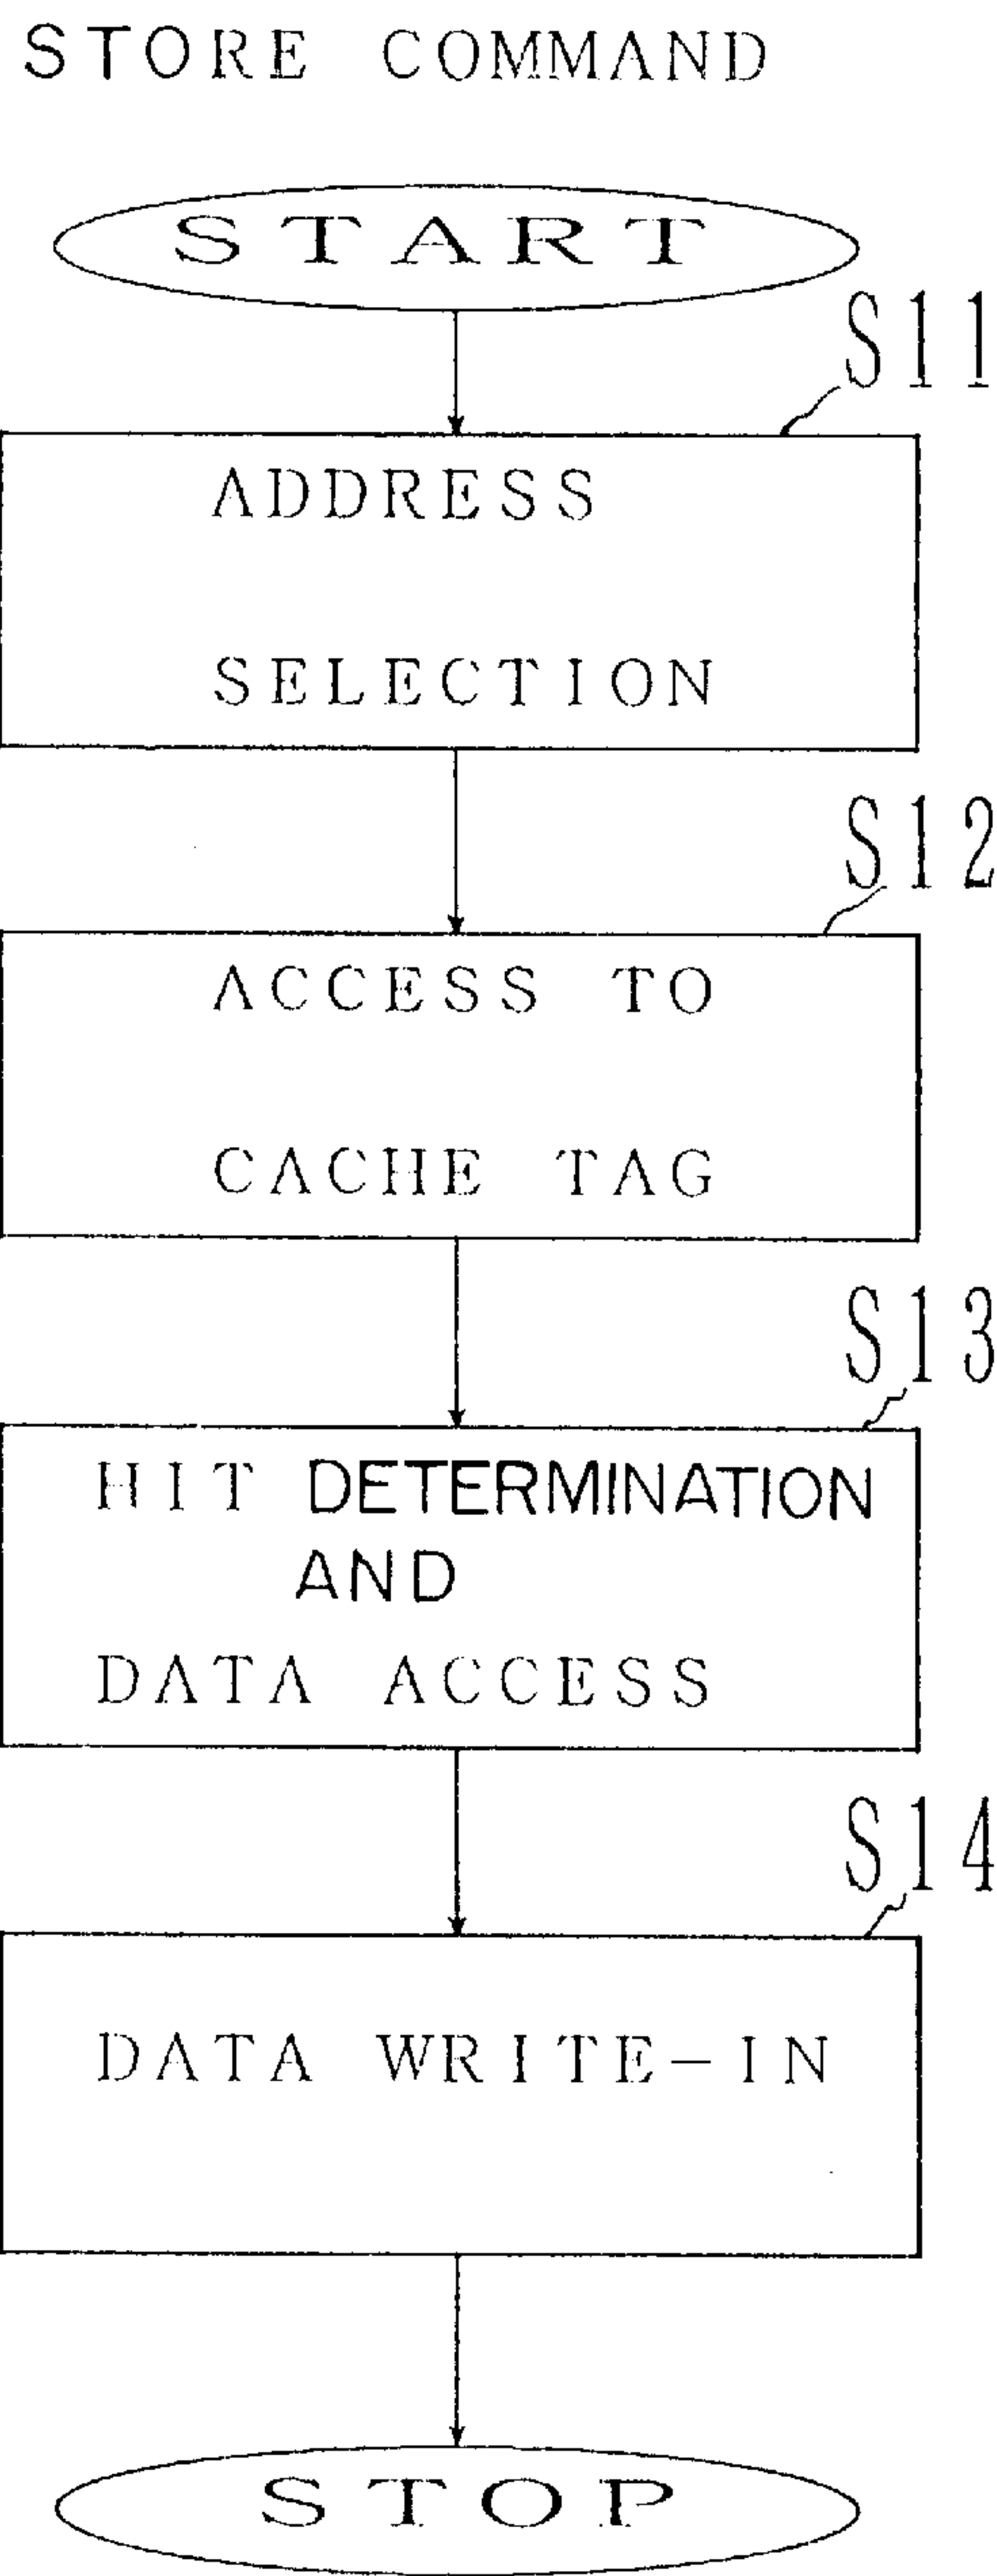 STORE COMMAND
START
S11
ADDRESS
SELECTION
S12
ACCESS TO
CACHE TAG
S13
HIT DETERMINATION
AND
DATA ACCESS
S14
DATA WRITE-IN
STOP